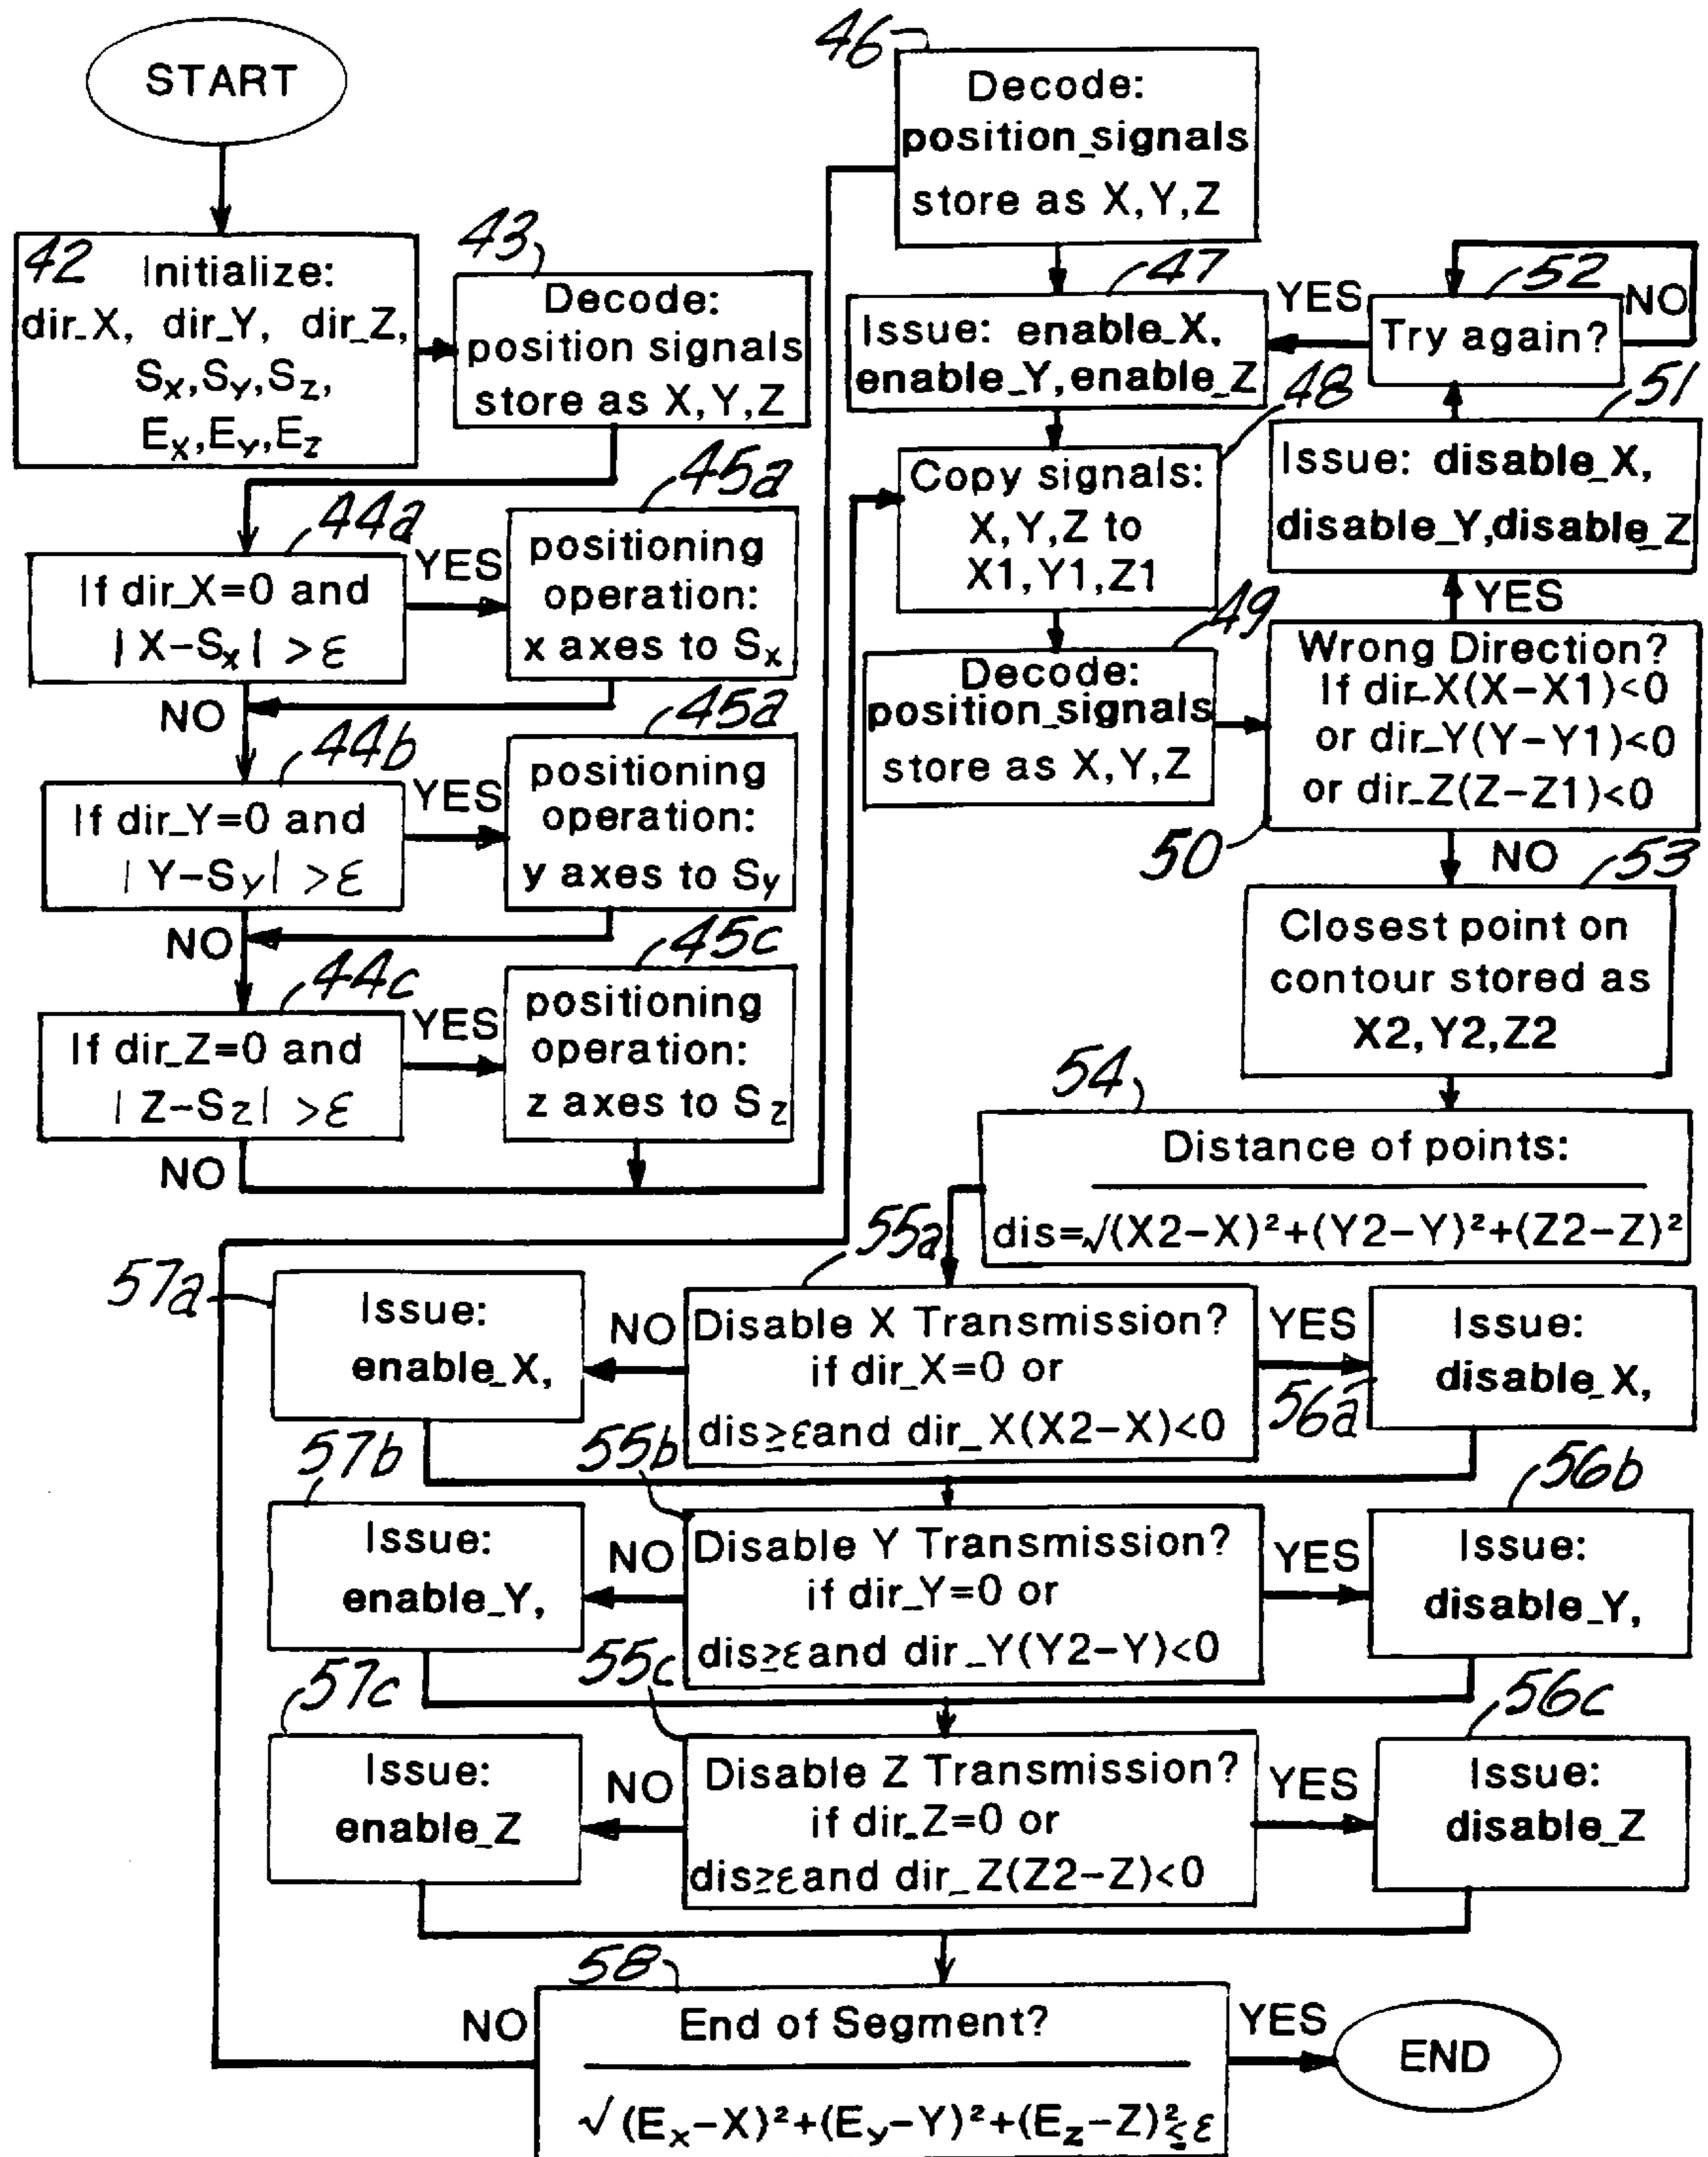 START
42 Initialize:
dir_X, dir_Y, dir_Z,
Sx,SY,Sz,
Ex,EY,EZ
43
Decode:
position signals
store as X,Y,Z
44a
If dir_X=0 and
|X-Sx| >ε
YES
NO
45a
positioning
operation:
x axes to Sx
44b
If dir_Y=0 and
|Y-Sy| >ε
YES
NO
45a
positioning
operation:
y axes to Sy
44c
If dir_Z=0 and
|Z-Sz| >ε
YES
NO
45c
positioning
operation:
z axes to Sz
46
Decode:
position_signals
store as X,Y,Z
47
Issue: enable_X,
enable_Y,enable_Z
48
Copy signals:
X,Y,Z to
X1,Y1,Z1
49
Decode:
position_signals
store as X,Y,Z
50
Wrong Direction?
If dir_X(X-X1)<0
or dir_Y(Y-Y1)<0
or dir_Z(Z-Z1)<0
YES
NO
51
Issue: disable_X,
disable_Y,disable_Z
52
Try again?
YES
NO
53
Closest point on
contour stored as
X2,Y2,Z2
54
Distance of points:
dis=√(X2-X)²+(Y2-Y)²+(Z2-Z)²
55a
Disable X Transmission?
if dir_X=0 or
dis≥εand dir_X(X2-X)<0
NO
YES
57a
Issue:
enable_X,
56a
Issue:
disable_X,
55b
Disable Y Transmission?
if dir_Y=0 or
dis≥εand dir_Y(Y2-Y)<0
NO
YES
57b
Issue:
enable_Y,
56b
Issue:
disable_Y,
55c
Disable Z Transmission?
if dir_Z=0 or
dis≥εand dir_Z(Z2-Z)<0
NO
YES
57c
Issue:
enable_Z
56c
Issue:
disable_Z
58
End of Segment?
√(Ex-X)²+(Ey-Y)²+(Ez-Z)²≤ε
NO
YES
END